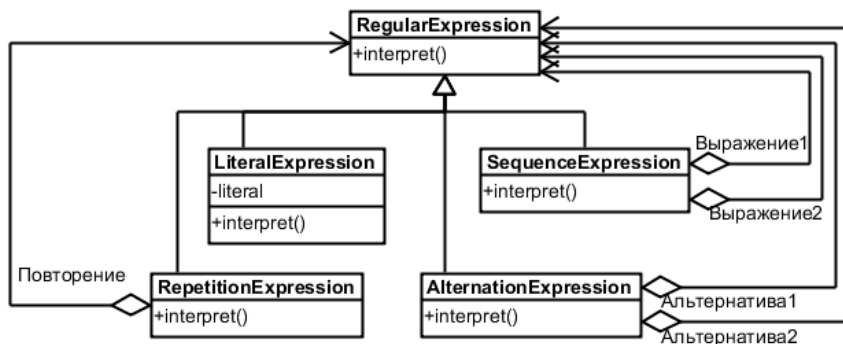 RegularExpression
+interpret()
LiteralExpression
-literal
+interpret()
SequenceExpression
+interpret()
Выражение1
Выражение2
Повторение
RepetitionExpression
+interpret()
AlternationExpression
+interpret()
Альтернатива1
Альтернатива2